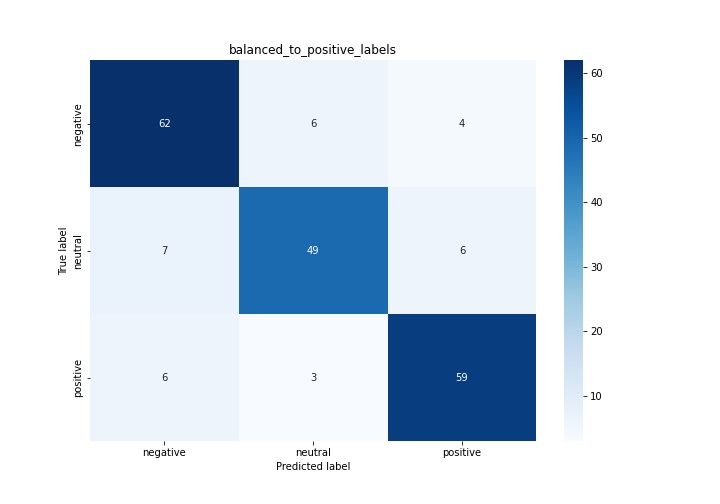 balanced_to_positive_labels
True label
negative
62 6 4
neutral
7 49 6
positive
6 3 59
negative neutral positive
Predicted label
60
50
40
30
20
10